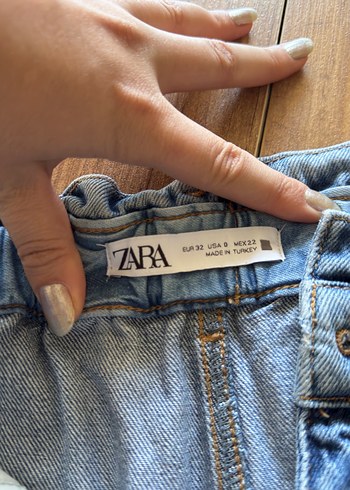 ZARA
EUR 32 USA 0 MEX 22
MADE IN TURKEY